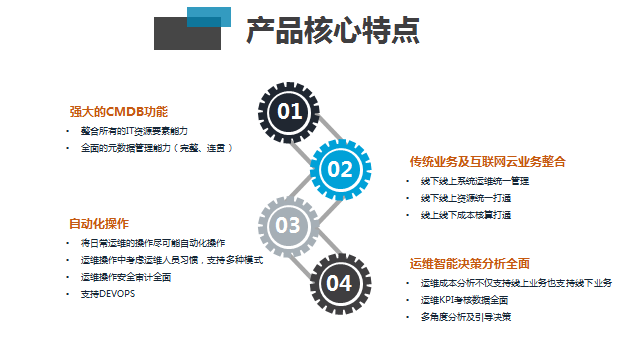 产品核心特点
01
强大的CMDB功能
• 整合所有的IT资源要素能力
• 全面的元数据管理能力（完整、连贯）
02
传统业务及互联网云业务整合
• 线下线上系统运维统一管理
• 线下线上资源统一打通
• 线上线下成本核算打通
03
自动化操作
• 将日常运维的操作尽可能自动化操作
• 运维操作中考虑运维人员习惯，支持多种模式
• 运维操作安全审计全面
• 支持DEVOPS
04
运维智能决策分析全面
• 运维成本分析不仅支持线上业务也支持线下业务
• 运维KPI考核数据全面
• 多角度分析及引导决策